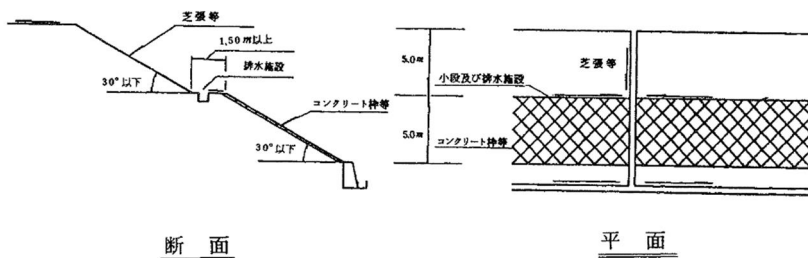 芝張等
1.50m以上
排水施設
30°以下
コンクリート枠等
30°以下
断面
5.0m
芝張等
小段及び排水施設
5.0m
コンクリート枠等
平面